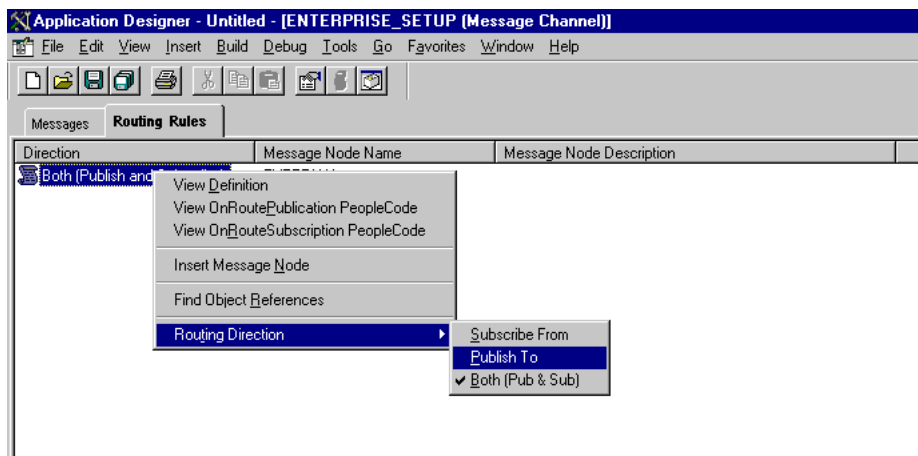 Application Designer - Untitled - [ENTERPRISE_SETUP (Message Channel)]
File Edit View Insert Build Debug Tools Go Favorites Window Help
Messages Routing Rules
Direction Message Node Name Message Node Description
Both (Publish and
View Definition
View OnRoutePublication PeopleCode
View OnRouteSubscription PeopleCode
Insert Message Node
Find Object References
Routing Direction
Subscribe From
Publish To
Both (Pub & Sub)